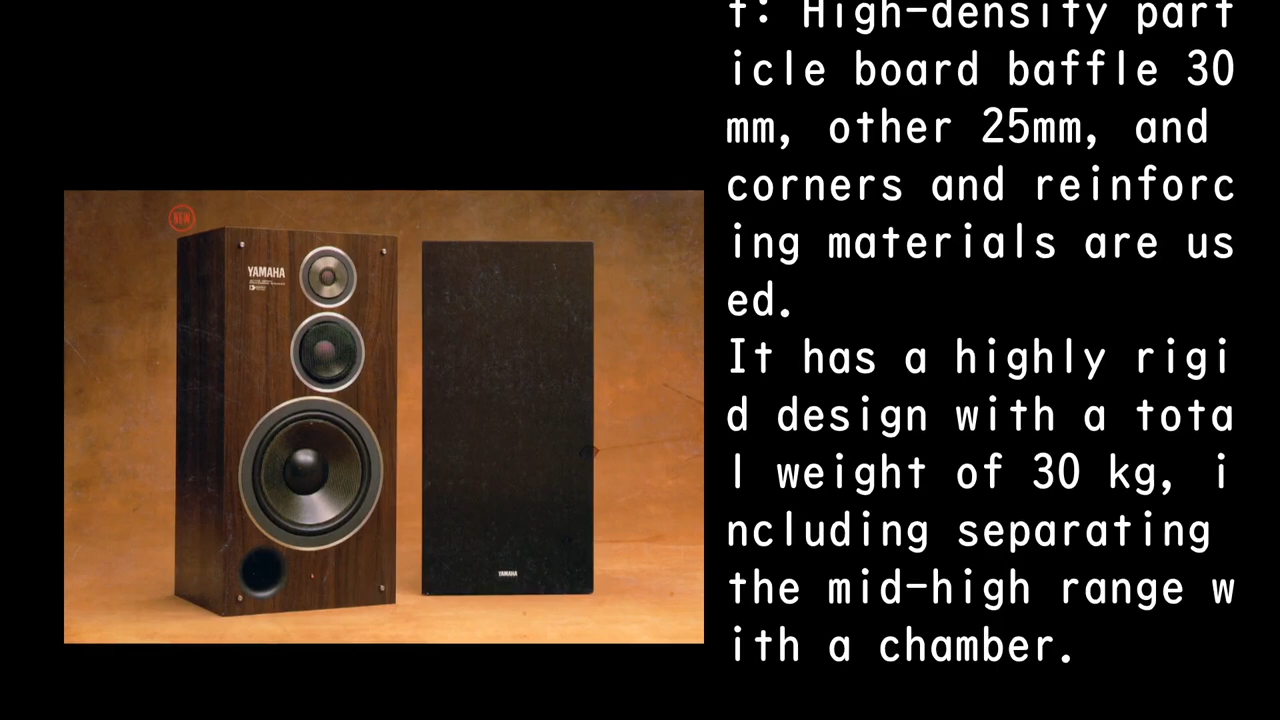 NEW
YAMAHA
YAMAHA
t: High-density part
icle board baffle 30
mm, other 25mm, and
corners and reinforc
ing materials are us
ed.
It has a highly rigi
d design with a tota
l weight of 30 kg, i
ncluding separating
the mid-high range w
ith a chamber.